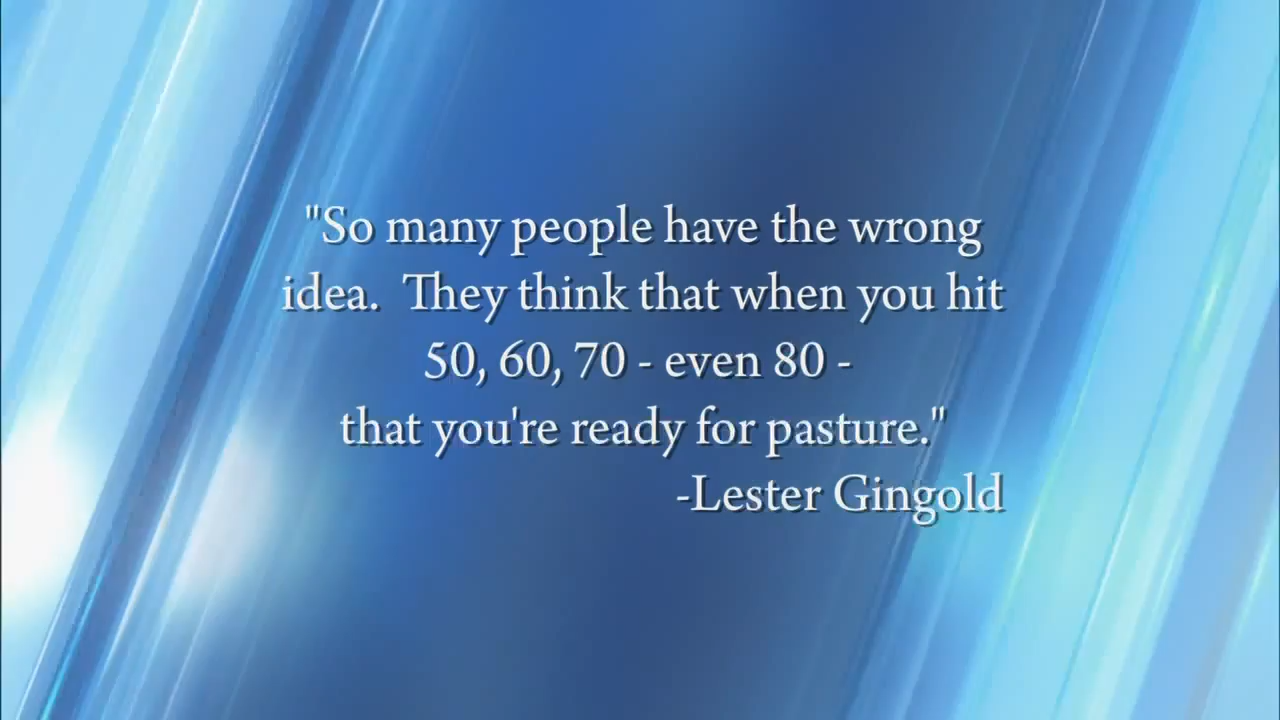 "So many people have the wrong
idea.  They think that when you hit
50, 60, 70 - even 80 -
that you're ready for pasture."
-Lester Gingold